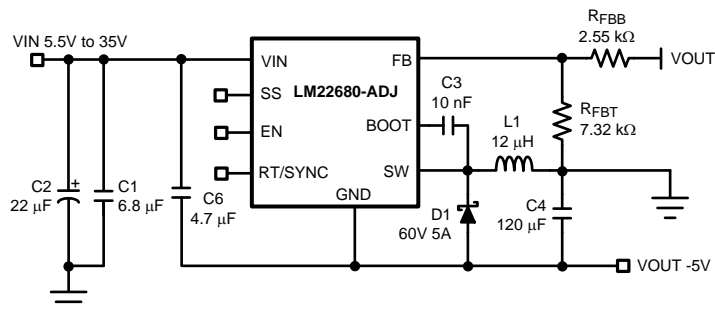 VIN 5.5V to 35V
VIN
FB
RFBB
2.55 kΩ
VOUT
SS
LM22680-ADJ
C3
10 nF
EN
BOOT
L1
12 μH
RFBT
7.32 kΩ
RT/SYNC
SW
GND
C2
+
22 μF
C1
6.8 μF
C6
4.7 μF
D1
60V 5A
C4
120 μF
VOUT -5V